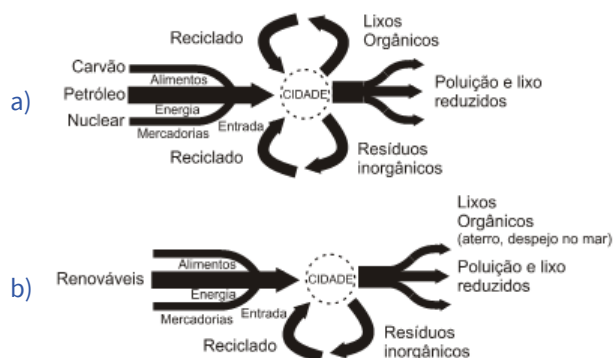 a)
Carvão
Petróleo
Nuclear
Alimentos
Energia
Mercadorias
Entrada
Reciclado
Lixos
Orgânicos
CIDADE
Reciclado
Resíduos
inorgânicos
Poluição e lixo
reduzidos
b)
Renováveis
Alimentos
Energia
Mercadorias
Entrada
CIDADE
Reciclado
Resíduos
inorgânicos
Lixos
Orgânicos
(aterro, despejo no mar)
Poluição e lixo
reduzidos